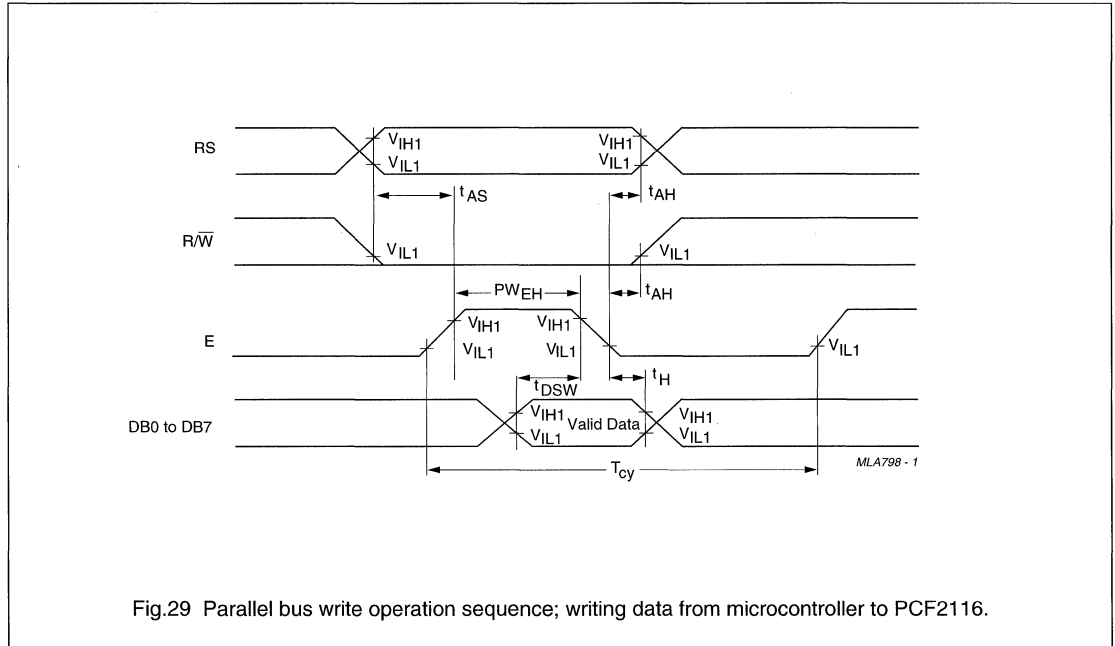 RS
VIH1
VIL1
VIH1
VIL1
tAS
tAH
R/W̅
VIL1
VIL1
PWEH
tAH
E
VIH1
VIH1
VIL1
VIL1
VIL1
tDSW
tH
DB0 to DB7
VIH1
VIL1
Valid Data
VIH1
VIL1
Tcy
MLA798 - 1
Fig.29 Parallel bus write operation sequence; writing data from microcontroller to PCF2116.